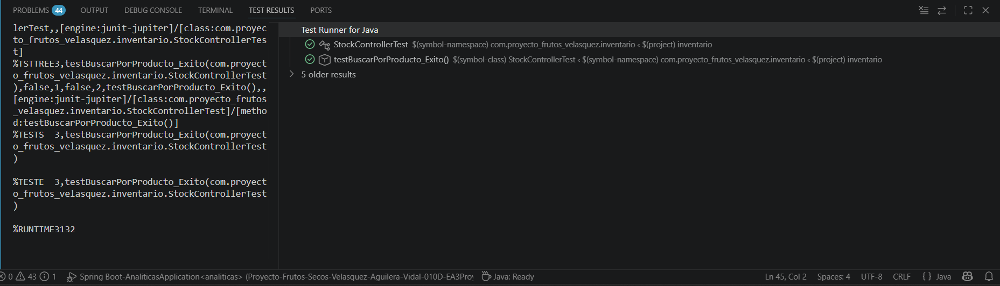 PROBLEMS 44 OUTPUT DEBUG CONSOLE TERMINAL TEST RESULTS PORTS
lerTest,,[engine:junit-jupiter]/[class:com.proyec
to_frutos_velasquez.inventario.StockControllerTes
t]
%TSTTREE3,testBuscarPorProducto_Exito(com.proyect
o_frutos_velasquez.inventario.StockControllerTest
),false,1,false,2,testBuscarPorProducto_Exito(),,
[engine:junit-jupiter]/[class:com.proyecto_frutos
_velasquez.inventario.StockControllerTest]/[metho
d:testBuscarPorProducto_Exito()]
%TESTS  3,testBuscarPorProducto_Exito(com.proyect
o_frutos_velasquez.inventario.StockControllerTest
)
%TESTE  3,testBuscarPorProducto_Exito(com.proyect
o_frutos_velasquez.inventario.StockControllerTest
)
%RUNTIME3132
Test Runner for Java
StockControllerTest $(symbol-namespace) com.proyecto_frutos_velasquez.inventario < $(project) inventario
testBuscarPorProducto_Exito() $(symbol-class) StockControllerTest < $(symbol-namespace) com.proyecto_frutos_velasquez.inventario < $(project) inventario
5 older results
0 43 1 Spring Boot-AnaliticasApplication<analiticas> (Proyecto-Frutos-Secos-Velasquez-Aguilera-Vidal-010D-EA3Proy Java: Ready Ln 45, Col 2 Spaces: 4 UTF-8 CRLF {} Java